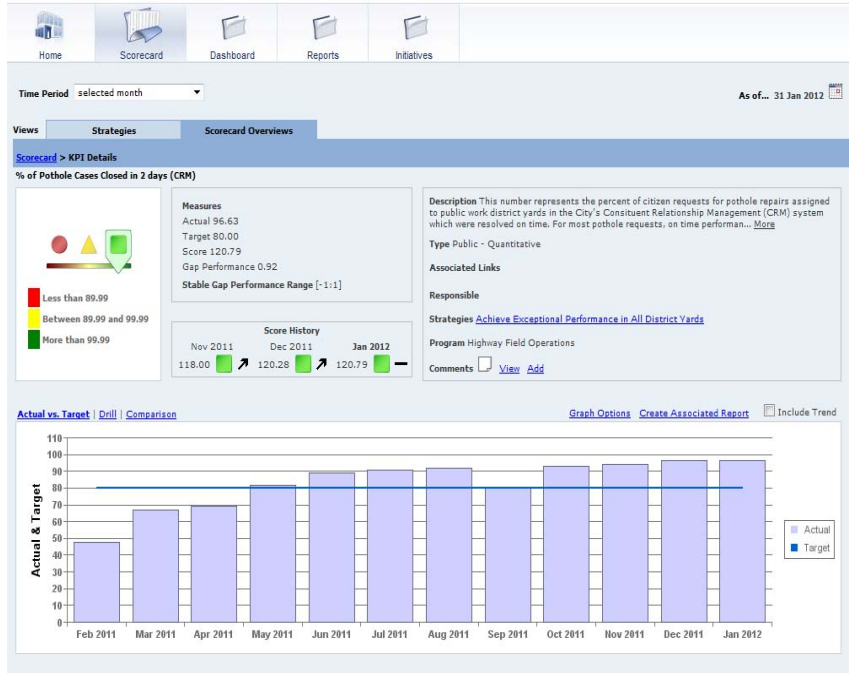 Home Scorecard Dashboard Reports Initiatives
Time Period selected month
As of... 31 Jan 2012
Views Strategies Scorecard Overviews
Scorecard > KPI Details
% of Pothole Cases Closed in 2 days (CRM)
Less than 89.99
Between 89.99 and 99.99
More than 99.99
Measures
Actual 96.63
Target 80.00
Score 120.79
Gap Performance 0.92
Stable Gap Performance Range [-1:1]
Score History
Nov 2011 Dec 2011 Jan 2012
118.00 120.28 120.79
Description This number represents the percent of citizen requests for pothole repairs assigned
to public work district yards in the City's Consituent Relationship Management (CRM) system
which were resolved on time. For most pothole requests, on time performan... More
Type Public - Quantitative
Associated Links
Responsible
Strategies Achieve Exceptional Performance in All District Yards
Program Highway Field Operations
Comments View Add
Actual vs. Target | Drill | Comparison
Graph Options Create Associated Report Include Trend
Actual & Target
110
100
90
80
70
60
50
40
30
20
10
0
Feb 2011 Mar 2011 Apr 2011 May 2011 Jun 2011 Jul 2011 Aug 2011 Sep 2011 Oct 2011 Nov 2011 Dec 2011 Jan 2012
Actual
Target